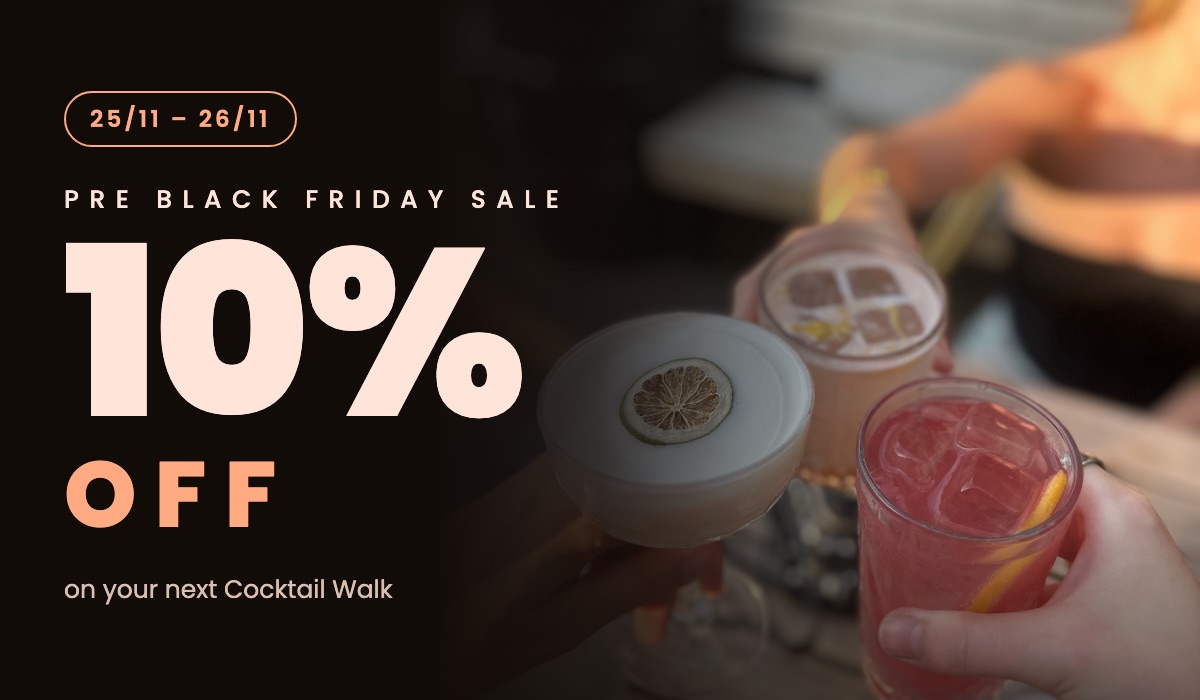 25/11 – 26/11
PRE BLACK FRIDAY SALE
10%
OFF
on your next Cocktail Walk